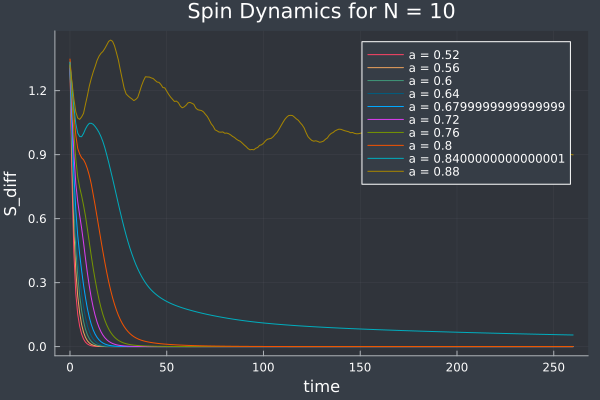 Spin Dynamics for N = 10
S_diff
1.2
0.9
0.6
0.3
0.0
a = 0.52
a = 0.56
a = 0.6
a = 0.64
a = 0.6799999999999999
a = 0.72
a = 0.76
a = 0.8
a = 0.8400000000000001
a = 0.88
0 50 100 150 200 250
time